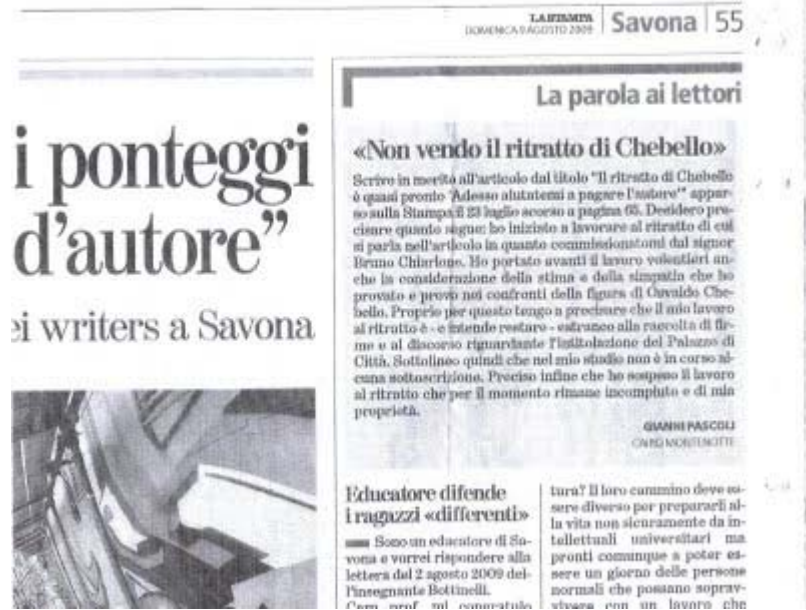 LA STAMPA
DOMENICA 9 AGOSTO 2009
Savona 55
i ponteggi
d'autore”
ei writers a Savona
La parola ai lettori
«Non vendo il ritratto di Chebello»
Scrivo in merito all'articolo dal titolo "Il ritratto di Chebello
è quasi pronto 'Adesso aiutatemi a pagare l'autore'" appar-
so sulla Stampa il 23 luglio scorso a pagina 65. Desidero pre-
cisare quanto segue: ho iniziato a lavorare al ritratto di cui
si parla nell'articolo in quanto commissionatomi dal signor
Bruno Chiarlone. Ho portato avanti il lavoro volentieri an-
che in considerazione della stima e della simpatia che ho
provato e provo nei confronti della figura di Osvaldo Che-
bello. Proprio per questo tengo a precisare che il mio lavoro
al ritratto è - e intende restare - estraneo alla raccolta di fir-
me e al discorso riguardante l'intitolazione del Palazzo di
Città. Sottolineo quindi che nel mio studio non è in corso al-
cuna sottoscrizione. Preciso infine che ho sospeso il lavoro
al ritratto che per il momento rimane incompiuto e di mia
proprietà.
GIANNI PASCOLI
CAIRO MONTENOTTE
Educatore difende
i ragazzi «differenti»
Sono un educatore di Sa-
vona e vorrei rispondere alla
lettera del 2 agosto 2009 del-
l'insegnante Bottinelli.
Caro prof. mi congratulo
tura? Il loro cammino deve es-
sere diverso per prepararli al-
la vita non sicuramente da in-
tellettuali universitari ma
pronti comunque a poter es-
sere un giorno delle persone
normali che possano soprav-
vivere con un lavoro che